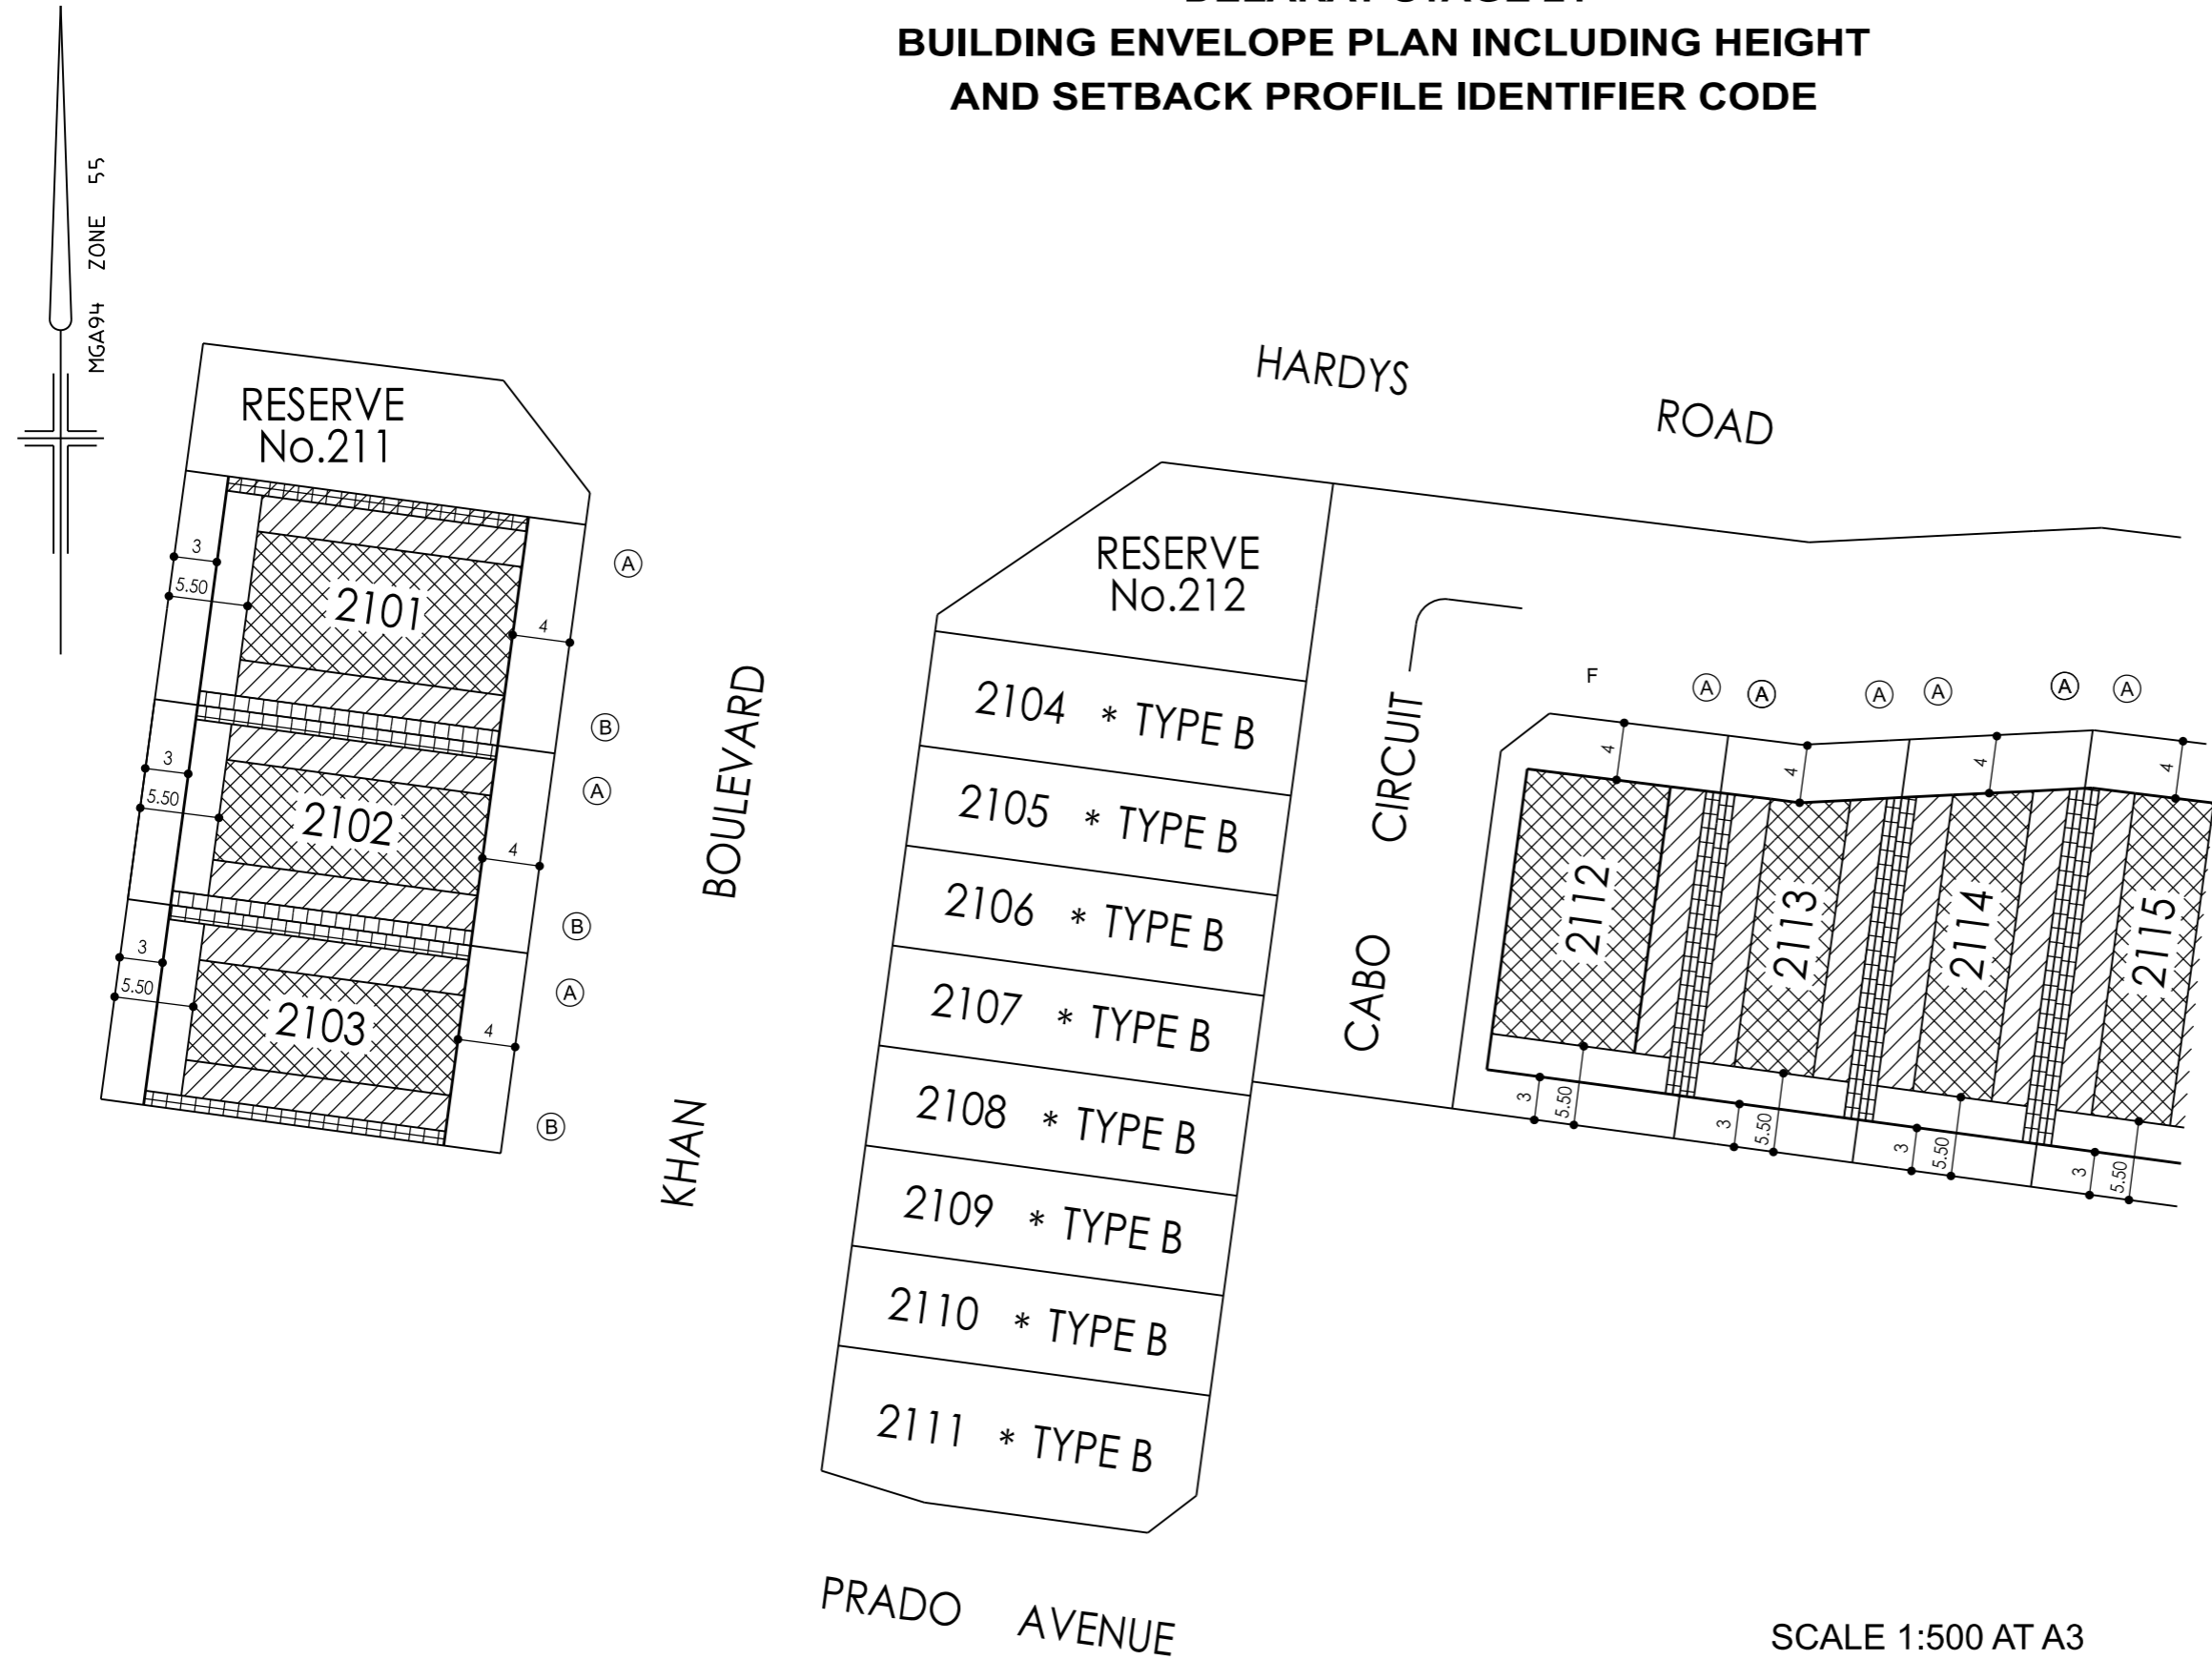 BUILDING ENVELOPE PLAN INCLUDING HEIGHT
AND SETBACK PROFILE IDENTIFIER CODE
MGA94 ZONE 55
RESERVE
No.211
3
5.50
2101
4
A
B
3
5.50
2102
4
A
B
3
5.50
2103
4
A
B
KHAN BOULEVARD
HARDYS ROAD
RESERVE
No.212
2104 * TYPE B
2105 * TYPE B
2106 * TYPE B
2107 * TYPE B
2108 * TYPE B
2109 * TYPE B
2110 * TYPE B
2111 * TYPE B
CABO CIRCUIT
F A A A A A A
4 4 4 4
2112 2113 2114 2115
3 5.50 3 5.50 3 5.50 3 5.50
PRADO AVENUE
SCALE 1:500 AT A3